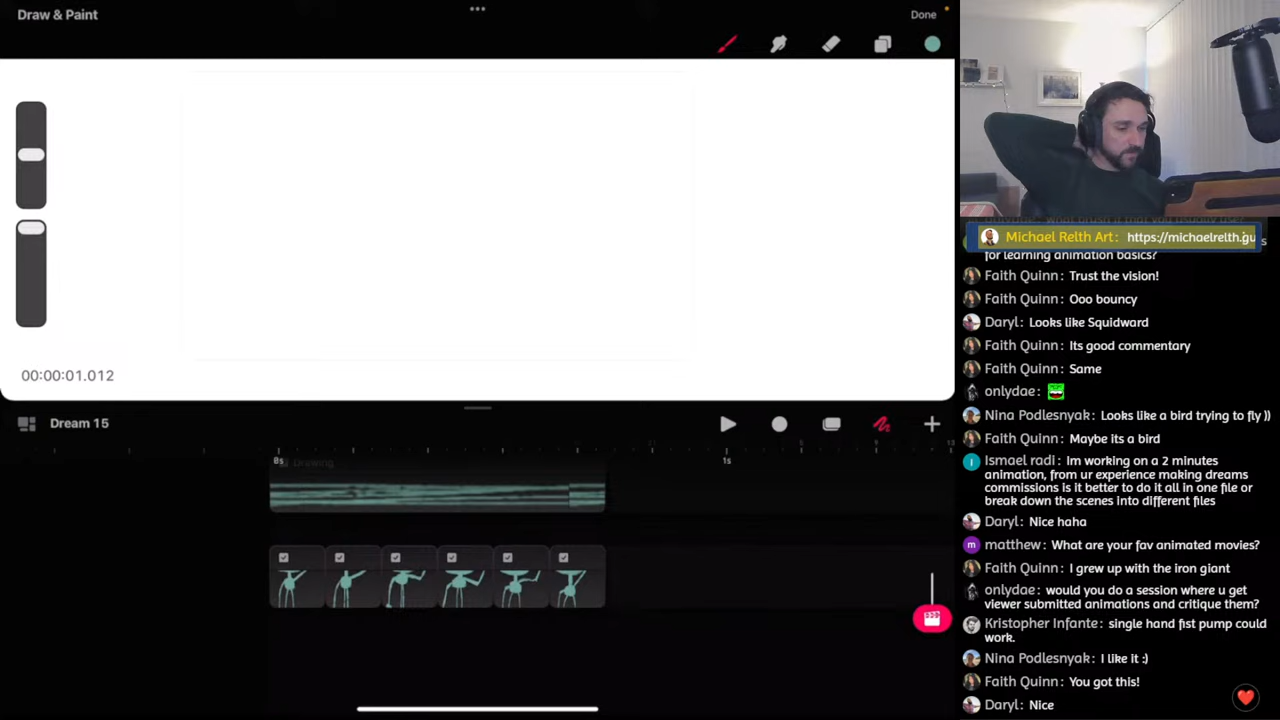 Draw & Paint
Done
00:00:01.012
Dream 15
8s
1s
Drawing
Michael Relth Art: https://michaelrelth.gu
for learning animation basics?
Faith Quinn: Trust the vision!
Faith Quinn: Ooo bouncy
Daryl: Looks like Squidward
Faith Quinn: Its good commentary
Faith Quinn: Same
onlydae:
Nina Podlesnyak: Looks like a bird trying to fly ))
Faith Quinn: Maybe its a bird
Ismael radi: Im working on a 2 minutes
animation, from ur experience making dreams
commissions is it better to do it all in one file or
break down the scenes into different files
Daryl: Nice haha
matthew: What are your fav animated movies?
Faith Quinn: I grew up with the iron giant
onlydae: would you do a session where u get
viewer submitted animations and critique them?
Kristopher Infante: single hand fist pump could
work.
Nina Podlesnyak: I like it :)
Faith Quinn: You got this!
Daryl: Nice